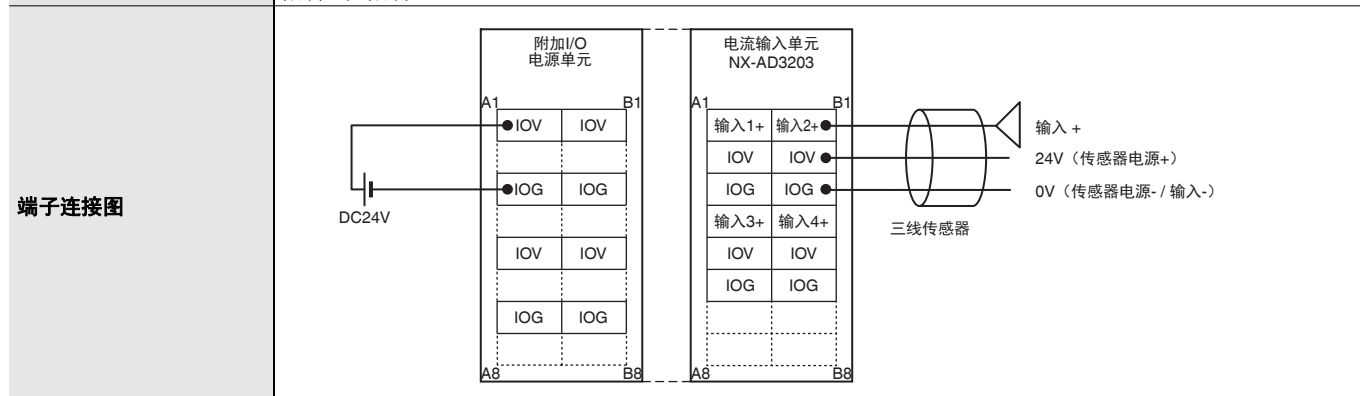 端子连接图
附加I/O
电源单元
A1 B1
IOV IOV
IOG IOG
IOV IOV
IOG IOG
A8 B8
DC24V
电流输入单元
NX-AD3203
A1 B1
输入1+ 输入2+
IOV IOV
IOG IOG
输入3+ 输入4+
IOV IOV
IOG IOG
A8 B8
输入 +
24V（传感器电源+）
0V（传感器电源- / 输入-）
三线传感器